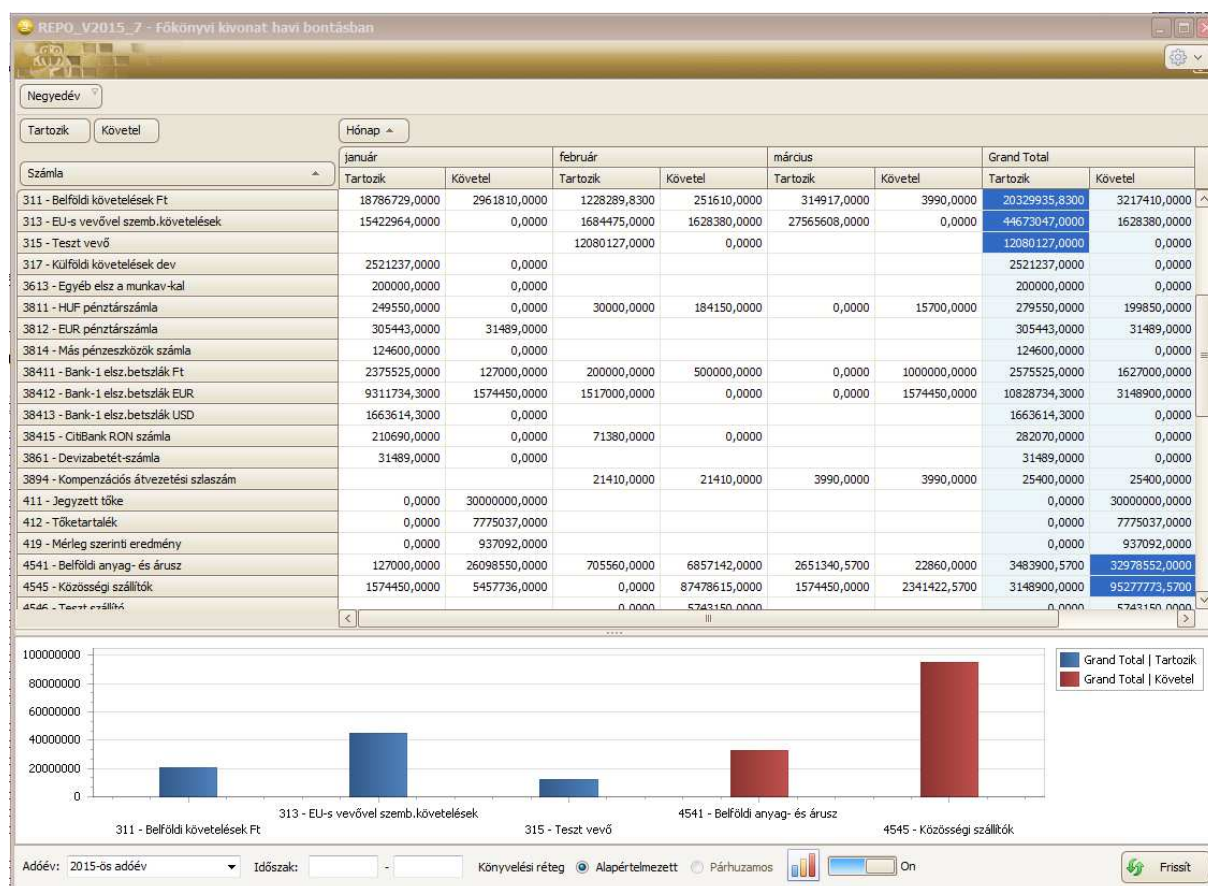 REPO_V2015_7 - Főkönyvi kivonat havi bontásban
Negyedév
Tartozik Követel Hónap
január február március Grand Total
Számla Tartozik Követel Tartozik Követel Tartozik Követel Tartozik Követel
311 - Belföldi követelések Ft 18786729,0000 2961810,0000 1228289,8300 251610,0000 314917,0000 3990,0000 20329935,8300 3217410,0000
313 - EU-s vevővel szemb.követelések 15422964,0000 0,0000 1684475,0000 1628380,0000 27565608,0000 0,0000 44673047,0000 1628380,0000
315 - Teszt vevő 12080127,0000 0,0000 12080127,0000 0,0000
317 - Külföldi követelések dev 2521237,0000 0,0000 2521237,0000 0,0000
3613 - Egyéb elsz a munkav-kal 200000,0000 0,0000 200000,0000 0,0000
3811 - HUF pénztárszámla 249550,0000 0,0000 30000,0000 184150,0000 0,0000 15700,0000 279550,0000 199850,0000
3812 - EUR pénztárszámla 305443,0000 31489,0000 305443,0000 31489,0000
3814 - Más pénzeszközök számla 124600,0000 0,0000 124600,0000 0,0000
38411 - Bank-1 elsz.betszlák Ft 2375525,0000 127000,0000 200000,0000 500000,0000 0,0000 1000000,0000 2575525,0000 1627000,0000
38412 - Bank-1 elsz.betszlák EUR 9311734,3000 1574450,0000 1517000,0000 0,0000 0,0000 1574450,0000 10828734,3000 3148900,0000
38413 - Bank-1 elsz.betszlák USD 1663614,3000 0,0000 1663614,3000 0,0000
38415 - CitiBank RON számla 210690,0000 0,0000 71380,0000 0,0000 282070,0000 0,0000
3861 - Devizabetét-számla 31489,0000 0,0000 31489,0000 0,0000
3894 - Kompenzációs átvezetési szlaszám 21410,0000 21410,0000 3990,0000 3990,0000 25400,0000 25400,0000
411 - Jegyzett tőke 0,0000 30000000,0000 0,0000 30000000,0000
412 - Tőketartalék 0,0000 7775037,0000 0,0000 7775037,0000
419 - Mérleg szerinti eredmény 0,0000 937092,0000 0,0000 937092,0000
4541 - Belföldi anyag- és árusz 127000,0000 26098550,0000 705560,0000 6857142,0000 2651340,5700 22860,0000 3483900,5700 32978552,0000
4545 - Közösségi szállítók 1574450,0000 5457736,0000 0,0000 87478615,0000 1574450,0000 2341422,5700 3148900,0000 95277773,5700
4546 - Teszt szállító 0,0000 5743150,0000 0,0000 5743150,0000
100000000
80000000
60000000
40000000
20000000
0
Grand Total | Tartozik
Grand Total | Követel
313 - EU-s vevővel szemb.követelések 4541 - Belföldi anyag- és árusz
311 - Belföldi követelések Ft 315 - Teszt vevő 4545 - Közösségi szállítók
Adóév: 2015-ös adóév Időszak: - Könyvelési réteg Alapértelmezett Párhuzamos On Frissít